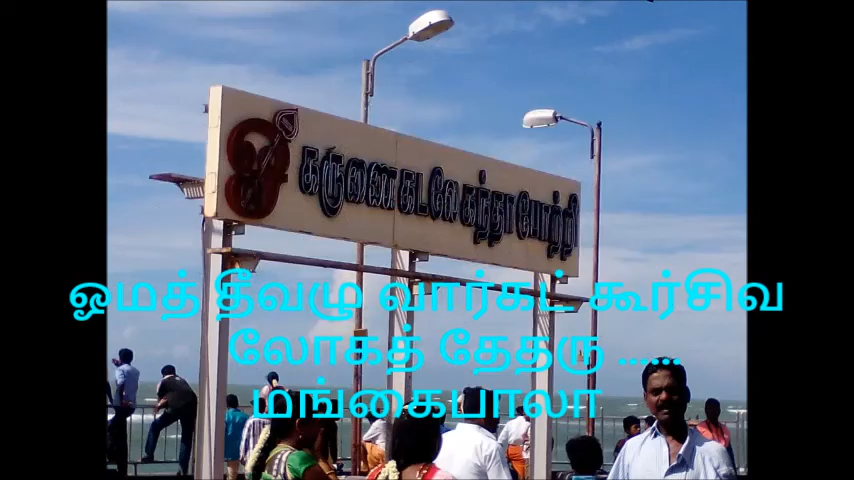 ஓ கருணை கடலே கந்தா போற்றி
ஓமத் தீவழு வார்கட் கூர்சிவ
லோகத் தேதரு ......
மங்கைபாலா